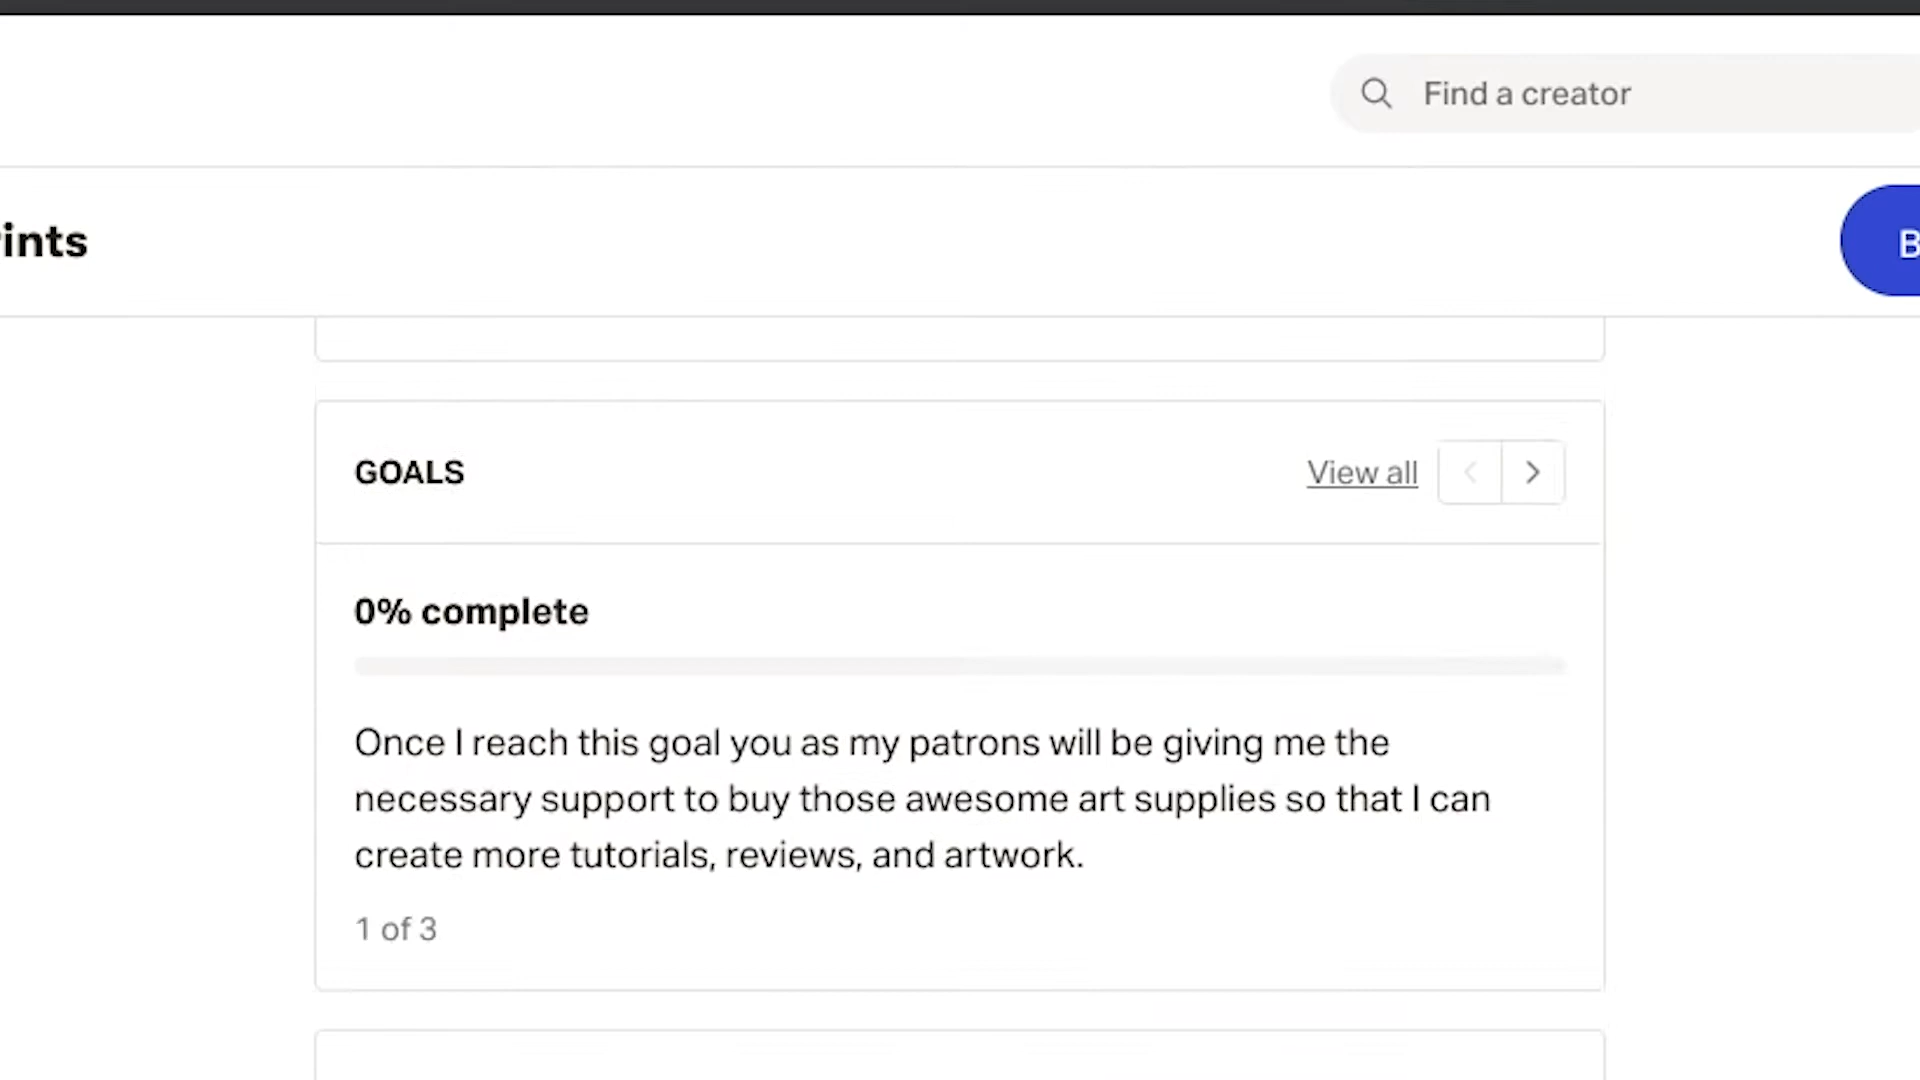 Find a creator
ints
B
GOALS
View all
0% complete
Once I reach this goal you as my patrons will be giving me the
necessary support to buy those awesome art supplies so that I can
create more tutorials, reviews, and artwork.
1 of 3